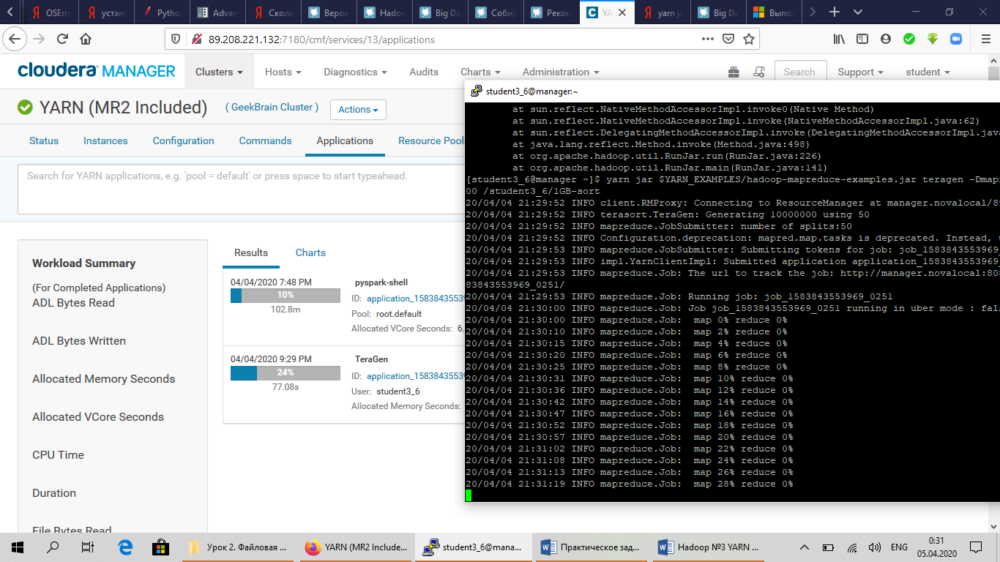 OSErro
устан
Pytho
Advan
Сколь
Вероя
Hadoo
Big Da
Собир
Реком
YA
yarn ja
Big Da
Выпол
89.208.221.132:7180/cmf/services/13/applications
cloudera MANAGER
Clusters
Hosts
Diagnostics
Audits
Charts
Administration
Search
Support
student
YARN (MR2 Included)
( GeekBrain Cluster )
Actions
Status
Instances
Configuration
Commands
Applications
Resource Pool
Search for YARN applications, e.g. 'pool = default' or press space to start typeahead.
Workload Summary
(For Completed Applications)
ADL Bytes Read
ADL Bytes Written
Allocated Memory Seconds
Allocated VCore Seconds
CPU Time
Duration
File Bytes Read
Results
Charts
04/04/2020 7:48 PM
10%
102.8m
pyspark-shell
ID: application_1583843553
Pool: root.default
Allocated VCore Seconds: 6.
04/04/2020 9:29 PM
24%
77.08s
TeraGen
ID: application_1583843553
User: student3_6
Allocated Memory Seconds:
student3_6@manager:~
at sun.reflect.NativeMethodAccessorImpl.invoke0(Native Method)
at sun.reflect.NativeMethodAccessorImpl.invoke(NativeMethodAccessorImpl.java:62)
at sun.reflect.DelegatingMethodAccessorImpl.invoke(DelegatingMethodAccessorImpl.jav
at java.lang.reflect.Method.invoke(Method.java:498)
at org.apache.hadoop.util.RunJar.run(RunJar.java:226)
at org.apache.hadoop.util.RunJar.main(RunJar.java:141)
[student3_6@manager ~]$ yarn jar $YARN_EXAMPLES/hadoop-mapreduce-examples.jar teragen -Dmap
00 /student3_6/1GB-sort
20/04/04 21:29:52 INFO client.RMProxy: Connecting to ResourceManager at manager.novalocal/8
20/04/04 21:29:52 INFO terasort.TeraGen: Generating 10000000 using 50
20/04/04 21:29:52 INFO mapreduce.JobSubmitter: number of splits:50
20/04/04 21:29:52 INFO Configuration.deprecation: mapred.map.tasks is deprecated. Instead,
20/04/04 21:29:53 INFO mapreduce.JobSubmitter: Submitting tokens for job: job_1583843553969_
20/04/04 21:29:53 INFO impl.YarnClientImpl: Submitted application application_1583843553969_
20/04/04 21:29:53 INFO mapreduce.Job: The url to track the job: http://manager.novalocal:808
83843553969_0251/
20/04/04 21:29:53 INFO mapreduce.Job: Running job: job_1583843553969_0251
20/04/04 21:30:00 INFO mapreduce.Job: Job job_1583843553969_0251 running in uber mode : fals
20/04/04 21:30:00 INFO mapreduce.Job:  map 0% reduce 0%
20/04/04 21:30:10 INFO mapreduce.Job:  map 2% reduce 0%
20/04/04 21:30:15 INFO mapreduce.Job:  map 4% reduce 0%
20/04/04 21:30:20 INFO mapreduce.Job:  map 6% reduce 0%
20/04/04 21:30:25 INFO mapreduce.Job:  map 8% reduce 0%
20/04/04 21:30:31 INFO mapreduce.Job:  map 10% reduce 0%
20/04/04 21:30:36 INFO mapreduce.Job:  map 12% reduce 0%
20/04/04 21:30:42 INFO mapreduce.Job:  map 14% reduce 0%
20/04/04 21:30:47 INFO mapreduce.Job:  map 16% reduce 0%
20/04/04 21:30:52 INFO mapreduce.Job:  map 18% reduce 0%
20/04/04 21:30:57 INFO mapreduce.Job:  map 20% reduce 0%
20/04/04 21:31:02 INFO mapreduce.Job:  map 22% reduce 0%
20/04/04 21:31:08 INFO mapreduce.Job:  map 24% reduce 0%
20/04/04 21:31:13 INFO mapreduce.Job:  map 26% reduce 0%
20/04/04 21:31:19 INFO mapreduce.Job:  map 28% reduce 0%
Урок 2. Файловая ...
YARN (MR2 Include...
student3_6@mana...
Практическое зад...
Hadoop №3 YARN ...
ENG
0:31
05.04.2020